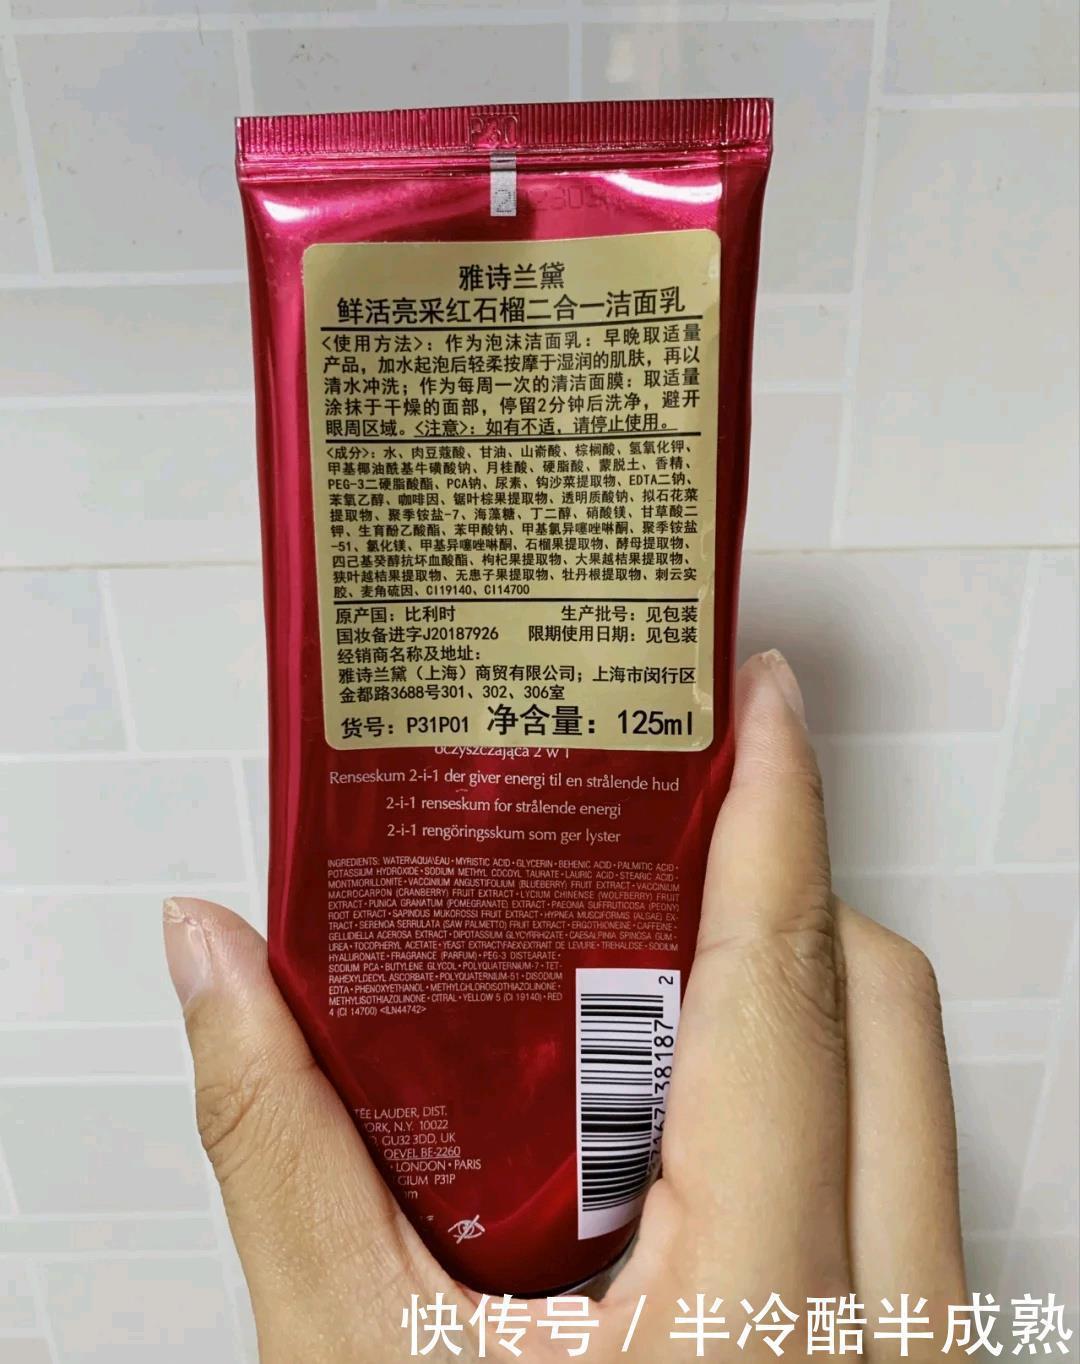 P30
雅诗兰黛
鲜活亮采红石榴二合一洁面乳
<使用方法>：作为泡沫洁面乳：早晚取适量
产品，加水起泡后轻柔按摩于湿润的肌肤，再以
清水冲洗；作为每周一次的清洁面膜：取适量
涂抹于干燥的面部，停留2分钟后洗净，避开
眼周区域。<注意>：如有不适，请停止使用。
<成分>：水、肉豆蔻酸、甘油、山嵛酸、棕榈酸、氢氧化钾、
甲基椰油酰基牛磺酸钠、月桂酸、硬脂酸、蒙脱土、香精、
PEG-3二硬脂酸酯、PCA钠、尿素、钩沙菜提取物、EDTA二钠、
苯氧乙醇、咖啡因、锯叶棕果提取物、透明质酸钠、拟石花菜
提取物、聚季铵盐-7、海藻糖、丁二醇、硝酸镁、甘草酸二
钾、生育酚乙酸酯、苯甲酸钠、甲基氯异噻唑啉酮、聚季铵盐
-51、氯化镁、甲基异噻唑啉酮、石榴果提取物、酵母提取物、
四己基癸醇抗坏血酸酯、枸杞果提取物、大果越桔果提取物、
狭叶越桔果提取物、无患子果提取物、牡丹根提取物、刺云实
胶、麦角硫因、CI19140、CI14700
原产国：比利时 生产批号：见包装
国妆备进字J20187926 限期使用日期：见包装
经销商名称及地址：
雅诗兰黛（上海）商贸有限公司；上海市闵行区
金都路3688号301、302、306室
货号：P31P01 净含量：125ml
oczyszczająca 2 w 1
Renseskum 2-i-1 der giver energi til en strålende hud
2-i-1 renseskum for strålende energi
2-i-1 rengöringsskum som ger lyster
INGREDIENTS: WATER\AQUA\EAU • MYRISTIC ACID • GLYCERIN • BEHENIC ACID • PALMITIC ACID •
POTASSIUM HYDROXIDE • SODIUM METHYL COCOYL TAURATE • LAURIC ACID • STEARIC ACID •
MONTMORILLONITE • VACCINIUM ANGUSTIFOLIUM (BLUEBERRY) FRUIT EXTRACT • VACCINIUM
MACROCARPON (CRANBERRY) FRUIT EXTRACT • LYCIUM CHINENSE (WOLFBERRY) FRUIT
EXTRACT • PUNICA GRANATUM (POMEGRANATE) EXTRACT • PAEONIA SUFFRUTICOSA (PEONY)
ROOT EXTRACT • SAPINDUS MUKOROSSI FRUIT EXTRACT • HYPNEA MUSCIFORMIS (ALGAE) EX-
TRACT • SERENOA SERRULATA (SAW PALMETTO) FRUIT EXTRACT • ERGOTHIONEINE • CAFFEINE •
GELIDIELLA ACEROSA EXTRACT • DIPOTASSIUM GLYCYRRHIZATE • CAESALPINIA SPINOSA GUM •
UREA • TOCOPHERYL ACETATE • YEAST EXTRACT\FAEX\EXTRAIT DE LEVURE • TREHALOSE • SODIUM
HYALURONATE • FRAGRANCE (PARFUM) • PEG-3 DISTEARATE •
SODIUM PCA • BUTYLENE GLYCOL • POLYQUATERNIUM-7 • TET-
RAHEXYLDECYL ASCORBATE • POLYQUATERNIUM-51 • DISODIUM
EDTA • PHENOXYETHANOL • METHYLCHLOROISOTHIAZOLINONE •
METHYLISOTHIAZOLINONE • CITRAL • YELLOW 5 (CI 19140) • RED
4 (CI 14700) <ILN44742>
27167 38187 2
TÉE LAUDER, DIST.
ORK, N.Y. 10022
GU32 3DD, UK
OEVEL BE-2260
• LONDON • PARIS
GIUM P31P
快传号 / 半冷酷半成熟